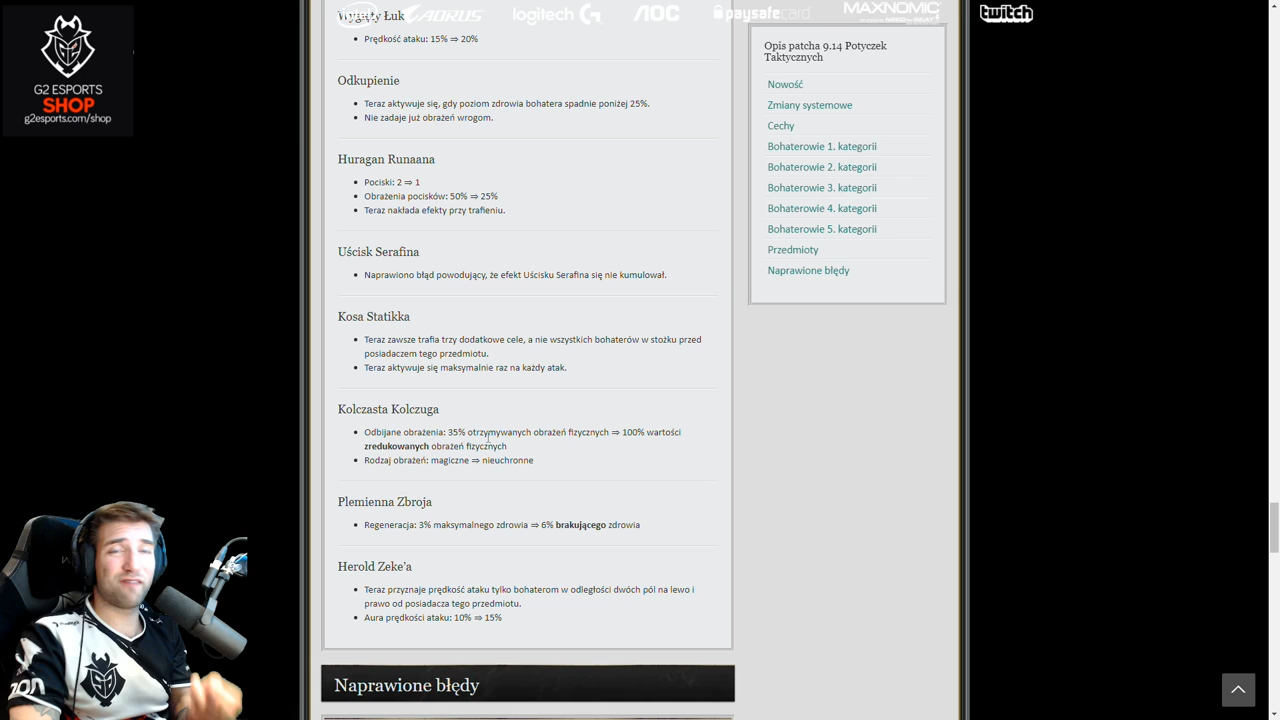 intel
AORUS
logitech G
AOC
paysafecard
MAXNOMIC
twitch
G2 ESPORTS
SHOP
g2esports.com/shop
Wygięty Łuk
Prędkość ataku: 15% ⇒ 20%
Odkupienie
Teraz aktywuje się, gdy poziom zdrowia bohatera spadnie poniżej 25%.
Nie zadaje już obrażeń wrogom.
Huragan Runaana
Pociski: 2 ⇒ 1
Obrażenia pocisków: 50% ⇒ 25%
Teraz nakłada efekty przy trafieniu.
Uścisk Serafina
Naprawiono błąd powodujący, że efekt Uścisku Serafina się nie kumulował.
Kosa Statikka
Teraz zawsze trafia trzy dodatkowe cele, a nie wszystkich bohaterów w stożku przed
posiadaczem tego przedmiotu.
Teraz aktywuje się maksymalnie raz na każdy atak.
Kolczasta Kolczuga
Odbijane obrażenia: 35% otrzymywanych obrażeń fizycznych ⇒ 100% wartości
zredukowanych obrażeń fizycznych
Rodzaj obrażeń: magiczne ⇒ nieuchronne
Plemienna Zbroja
Regeneracja: 3% maksymalnego zdrowia ⇒ 6% brakującego zdrowia
Herold Zeke'a
Teraz przyznaje prędkość ataku tylko bohaterom w odległości dwóch pól na lewo i
prawo od posiadacza tego przedmiotu.
Aura prędkości ataku: 10% ⇒ 15%
Naprawione błędy
Opis patcha 9.14 Potyczek
Taktycznych
Nowość
Zmiany systemowe
Cechy
Bohaterowie 1. kategorii
Bohaterowie 2. kategorii
Bohaterowie 3. kategorii
Bohaterowie 4. kategorii
Bohaterowie 5. kategorii
Przedmioty
Naprawione błędy